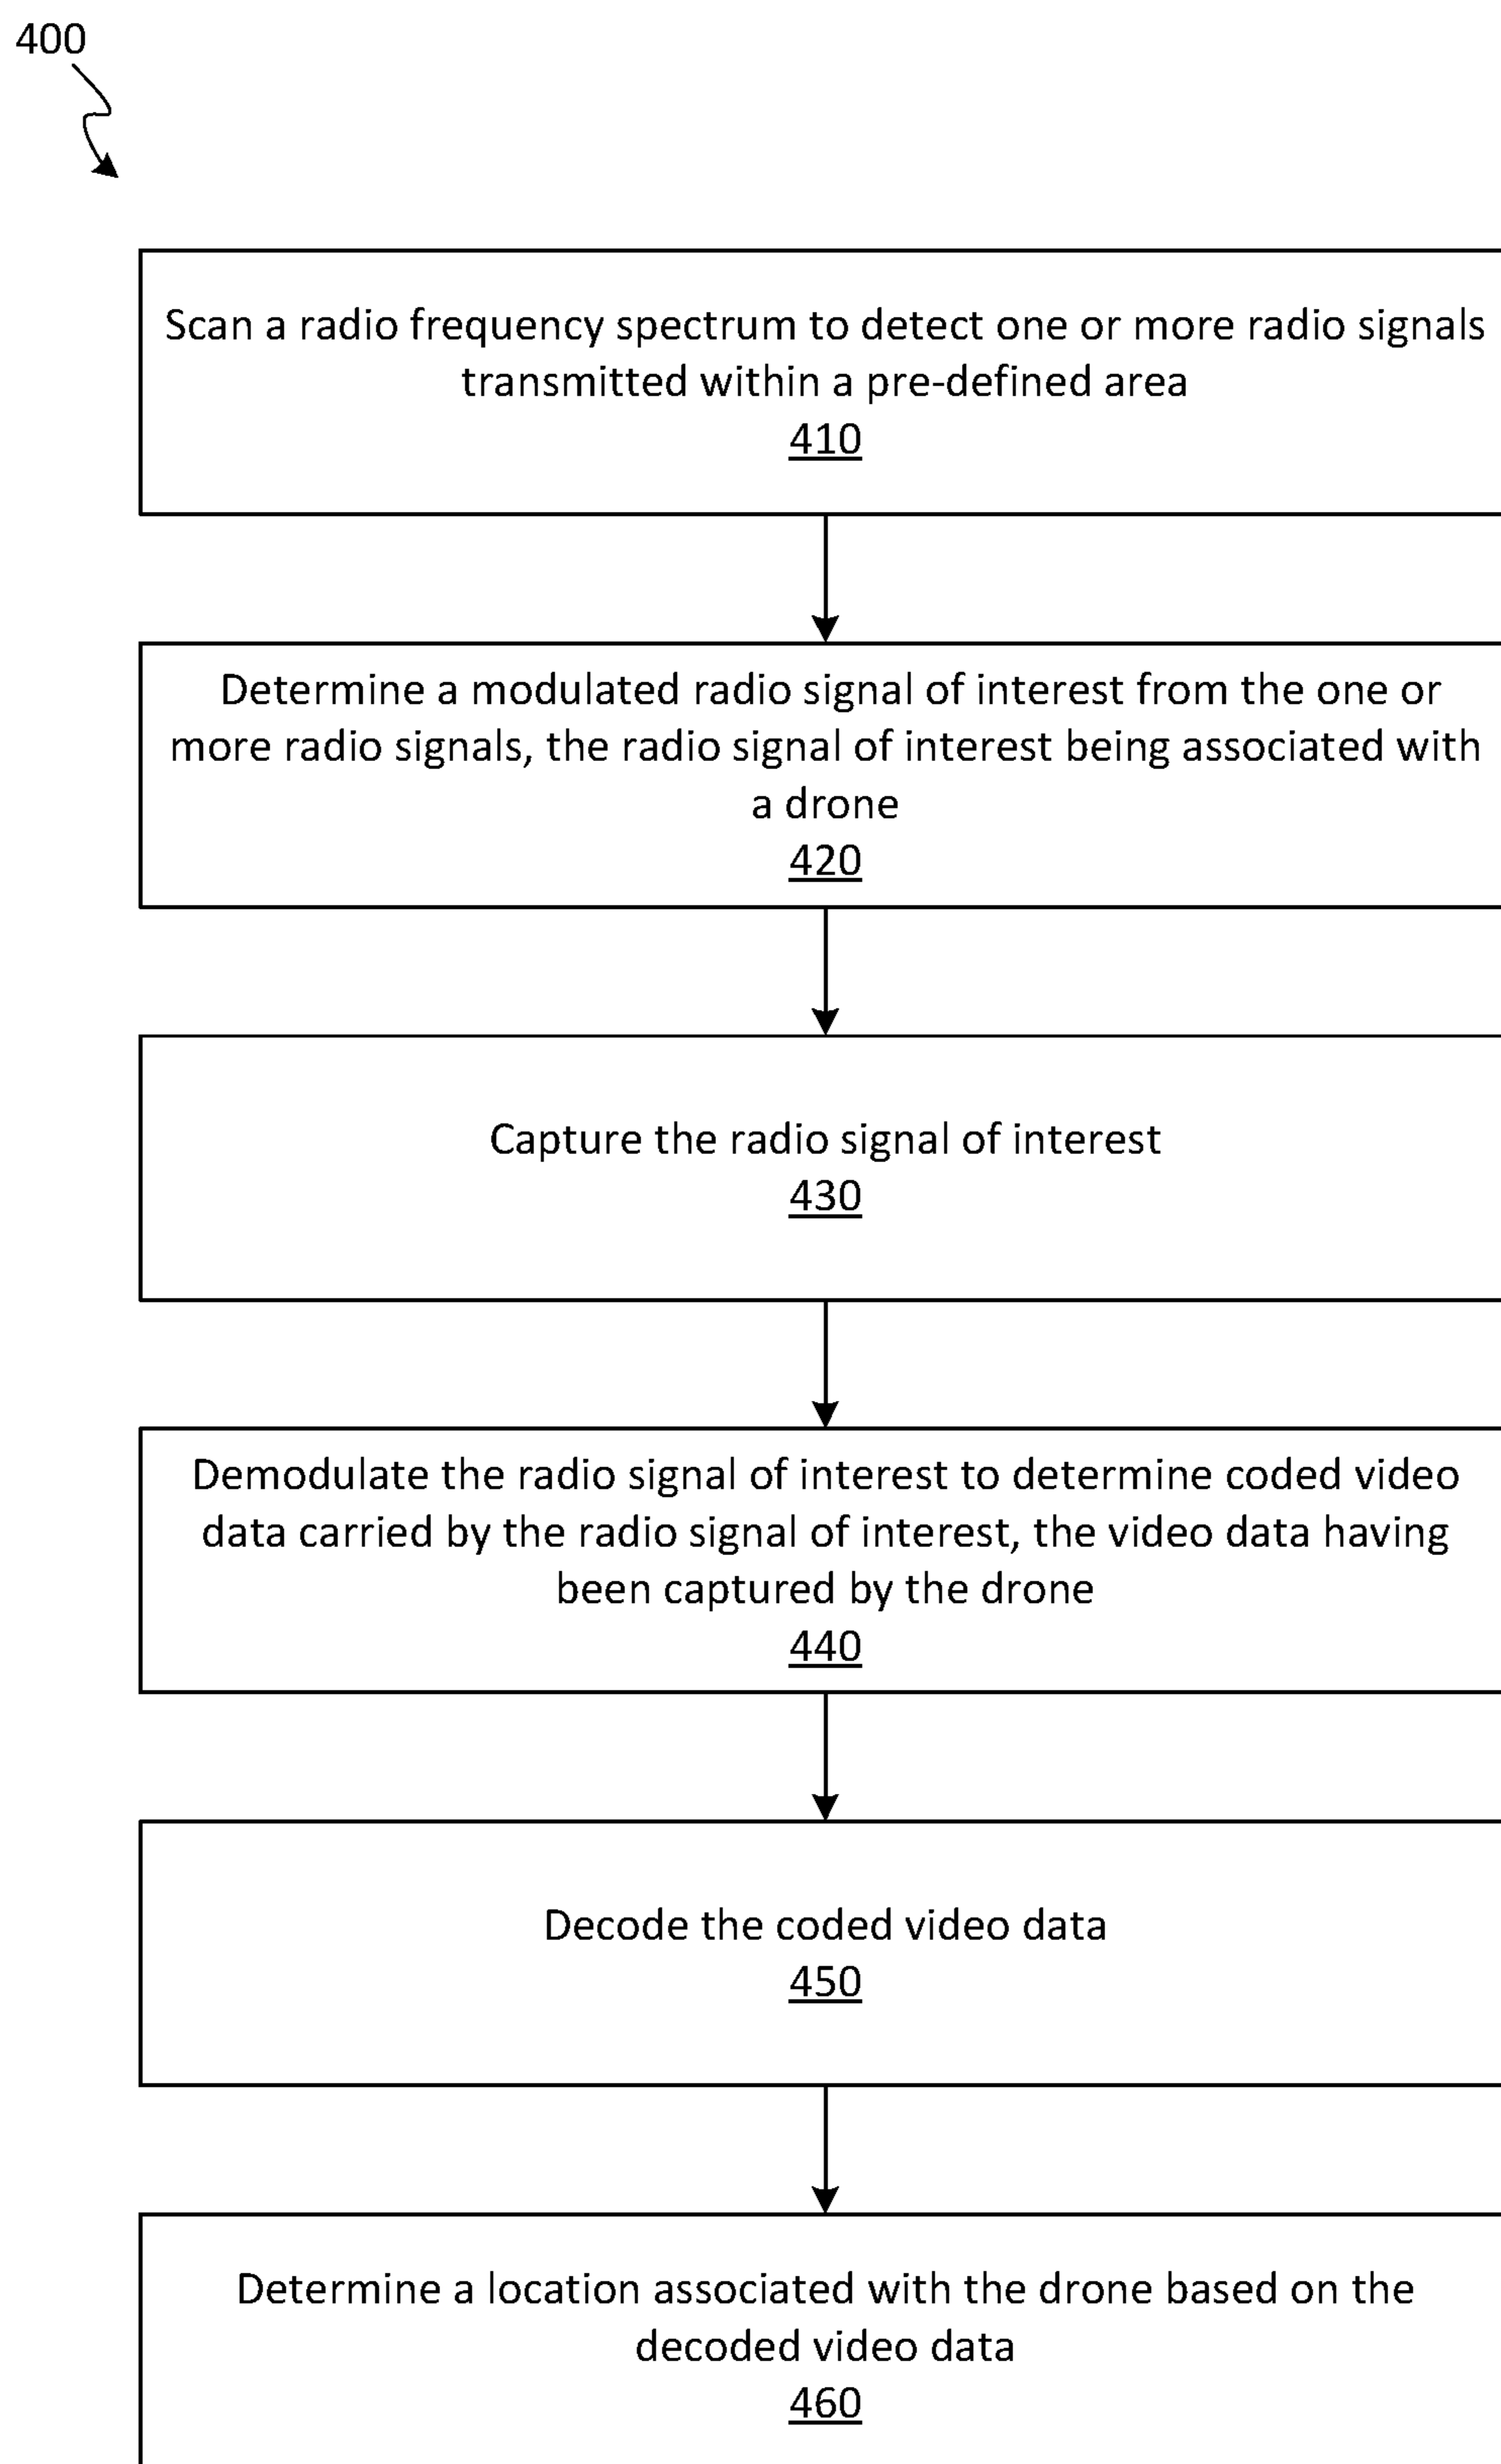 400
Scan a radio frequency spectrum to detect one or more radio signals
transmitted within a pre-defined area
410
Determine a modulated radio signal of interest from the one or
more radio signals, the radio signal of interest being associated with
a drone
420
Capture the radio signal of interest
430
Demodulate the radio signal of interest to determine coded video
data carried by the radio signal of interest, the video data having
been captured by the drone
440
Decode the coded video data
450
Determine a location associated with the drone based on the
decoded video data
460